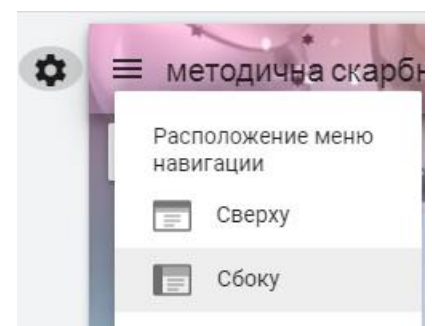 методична скарбн
Расположение меню
навигации
Сверху
Сбоку